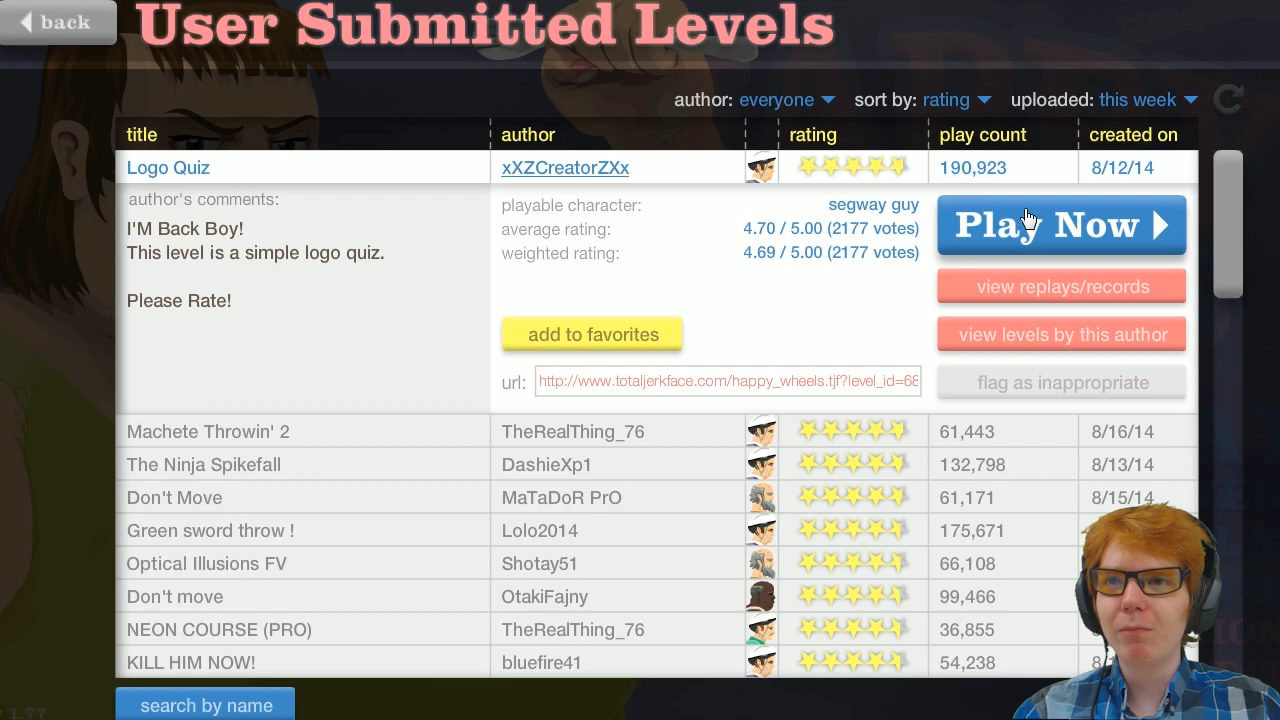 back
User Submitted Levels
author: everyone sort by: rating uploaded: this week
title author rating play count created on
Logo Quiz xXZCreatorZXx 190,923 8/12/14
author's comments:
I'M Back Boy!
This level is a simple logo quiz.
Please Rate!
playable character: segway guy
average rating: 4.70 / 5.00 (2177 votes)
weighted rating: 4.69 / 5.00 (2177 votes)
add to favorites
url: http://www.totaljerkface.com/happy_wheels.tjf?level_id=68
Play Now
view replays/records
view levels by this author
flag as inappropriate
Machete Throwin' 2 TheRealThing_76 61,443 8/16/14
The Ninja Spikefall DashieXp1 132,798 8/13/14
Don't Move MaTaDoR PrO 61,171 8/15/14
Green sword throw ! Lolo2014 175,671
Optical Illusions FV Shotay51 66,108
Don't move OtakiFajny 99,466
NEON COURSE (PRO) TheRealThing_76 36,855
KILL HIM NOW! bluefire41 54,238
search by name
1.77